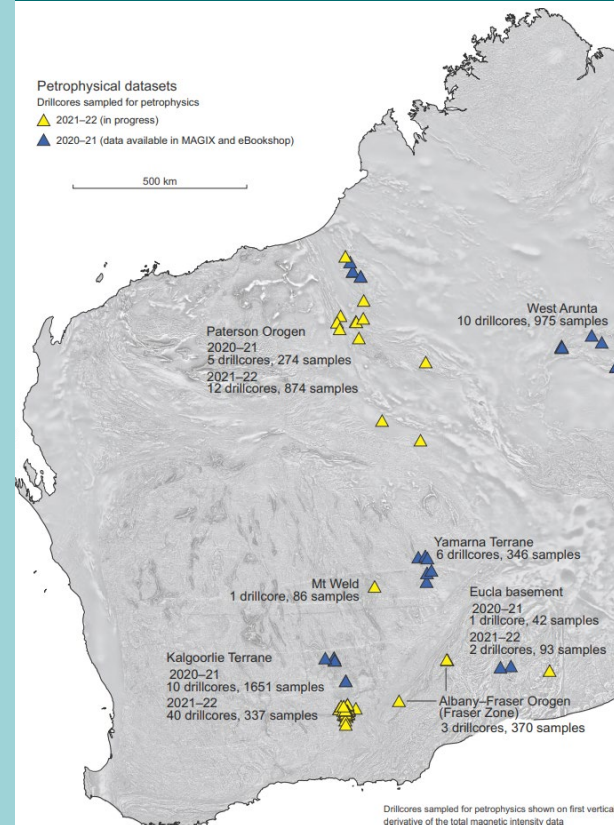 Petrophysical datasets
Drillcores sampled for petrophysics
2021–22 (in progress)
2020–21 (data available in MAGIX and eBookshop)
500 km
West Arunta
10 drillcores, 975 samples
Paterson Orogen
2020–21
5 drillcores, 274 samples
2021–22
12 drillcores, 874 samples
Yamarna Terrane
6 drillcores, 346 samples
Mt Weld
1 drillcore, 86 samples
Eucla basement
2020–21
1 drillcore, 42 samples
2021–22
2 drillcores, 93 samples
Kalgoorlie Terrane
2020–21
10 drillcores, 1651 samples
2021–22
40 drillcores, 337 samples
Albany–Fraser Orogen
(Fraser Zone)
3 drillcores, 370 samples
Drillcores sampled for petrophysics shown on first vertica
derivative of the total magnetic intensity data